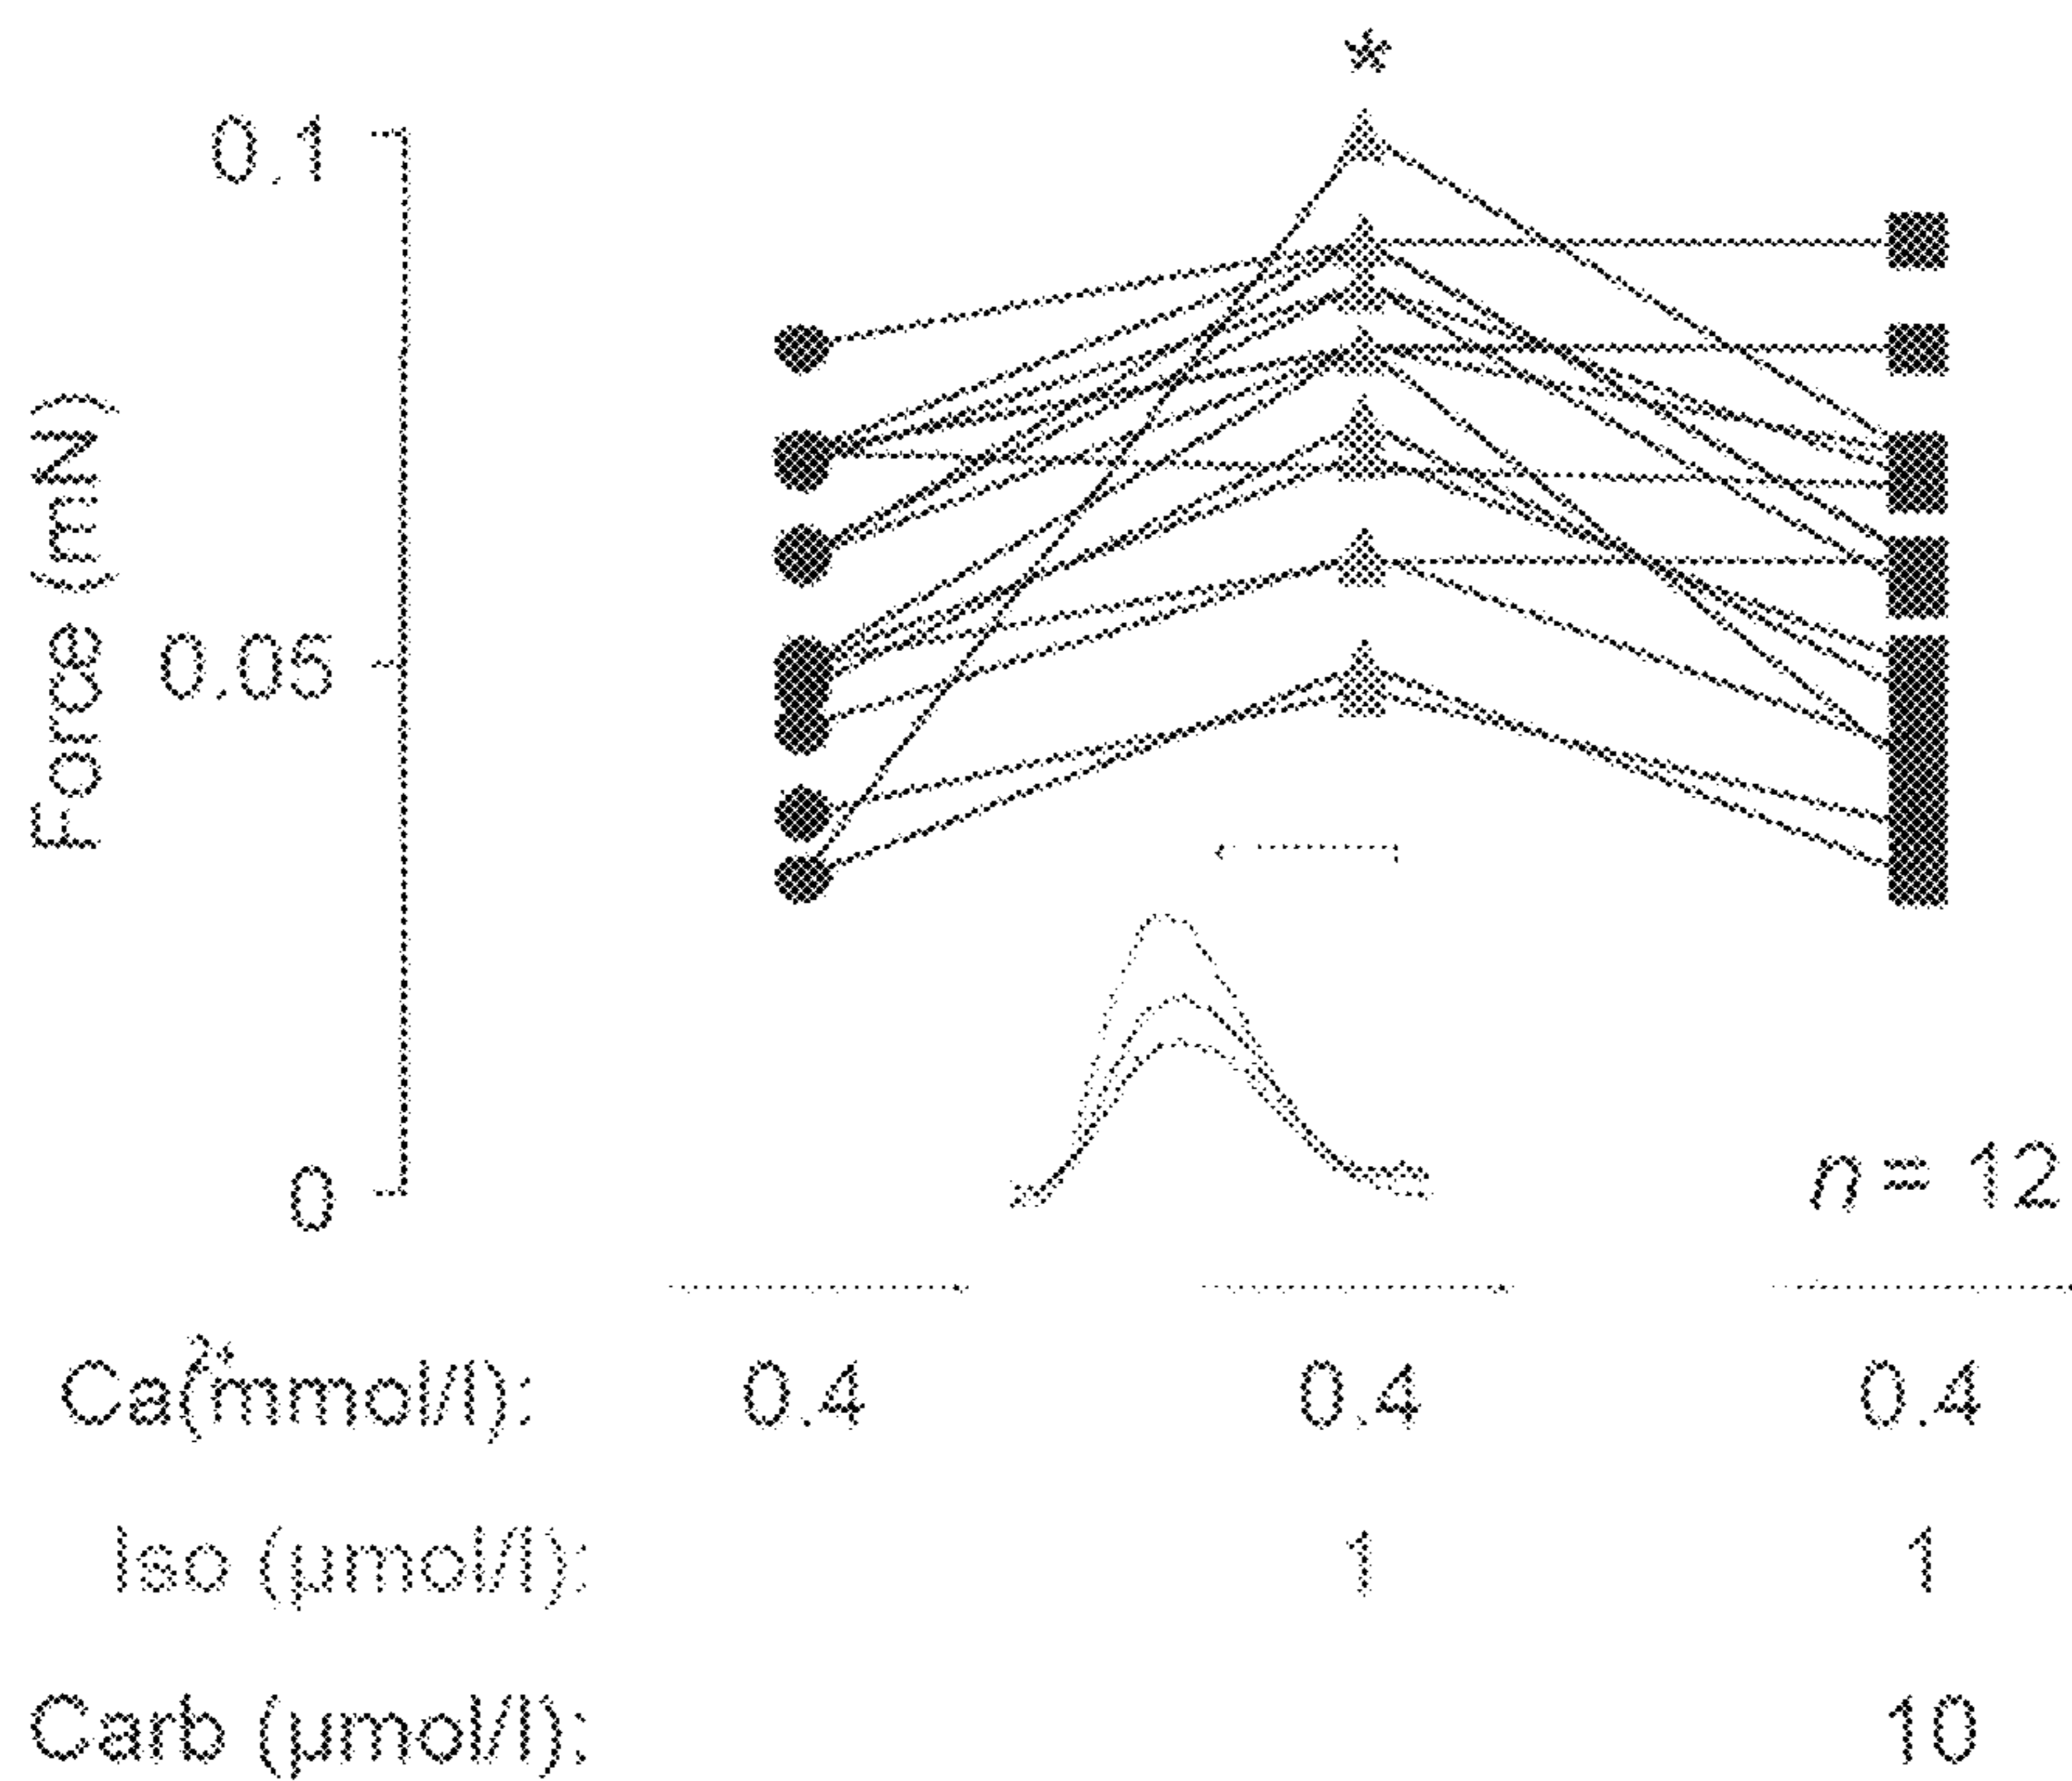 *
0.1
Force (mN)
0.05
0
n = 12
Ca²⁺(mmol/l): 0.4 0.4 0.4
Iso (µmol/l): 1 1
Carb (µmol/l): 10